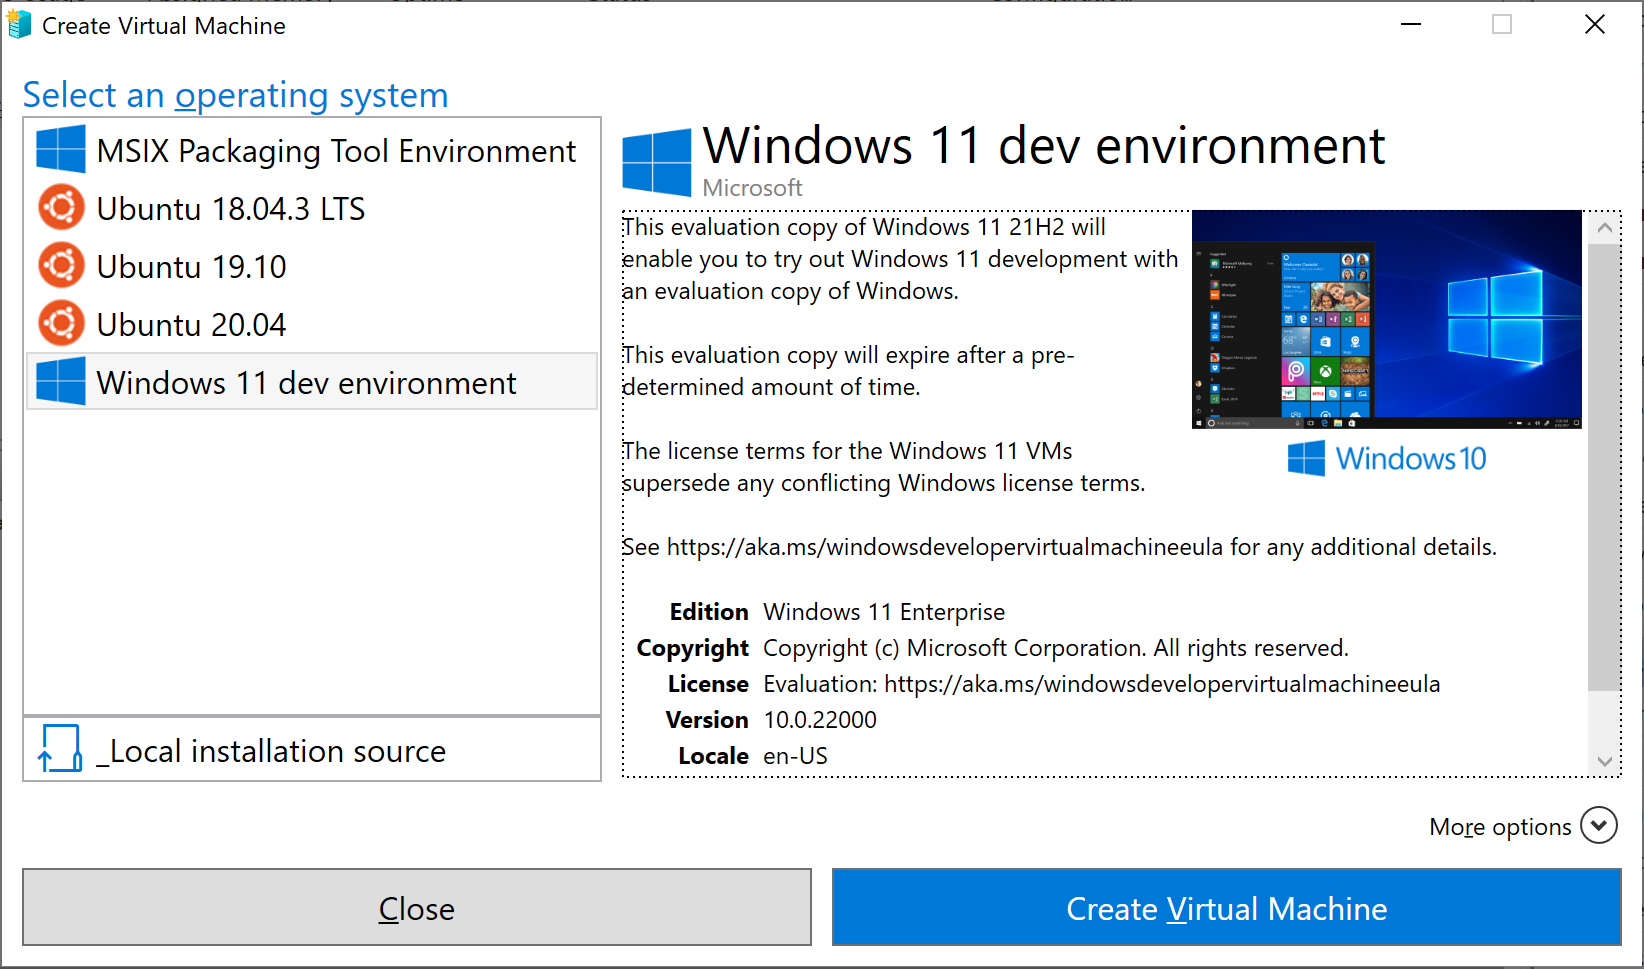 Create Virtual Machine
Select an operating system
MSIX Packaging Tool Environment
Ubuntu 18.04.3 LTS
Ubuntu 19.10
Ubuntu 20.04
Windows 11 dev environment
_Local installation source
Windows 11 dev environment
Microsoft
This evaluation copy of Windows 11 21H2 will
enable you to try out Windows 11 development with
an evaluation copy of Windows.
This evaluation copy will expire after a pre-
determined amount of time.
The license terms for the Windows 11 VMs
supersede any conflicting Windows license terms.
Windows 10
See https://aka.ms/windowsdevelopervirtualmachineeula for any additional details.
Edition Windows 11 Enterprise
Copyright Copyright (c) Microsoft Corporation. All rights reserved.
License Evaluation: https://aka.ms/windowsdevelopervirtualmachineeula
Version 10.0.22000
Locale en-US
More options
Close
Create Virtual Machine